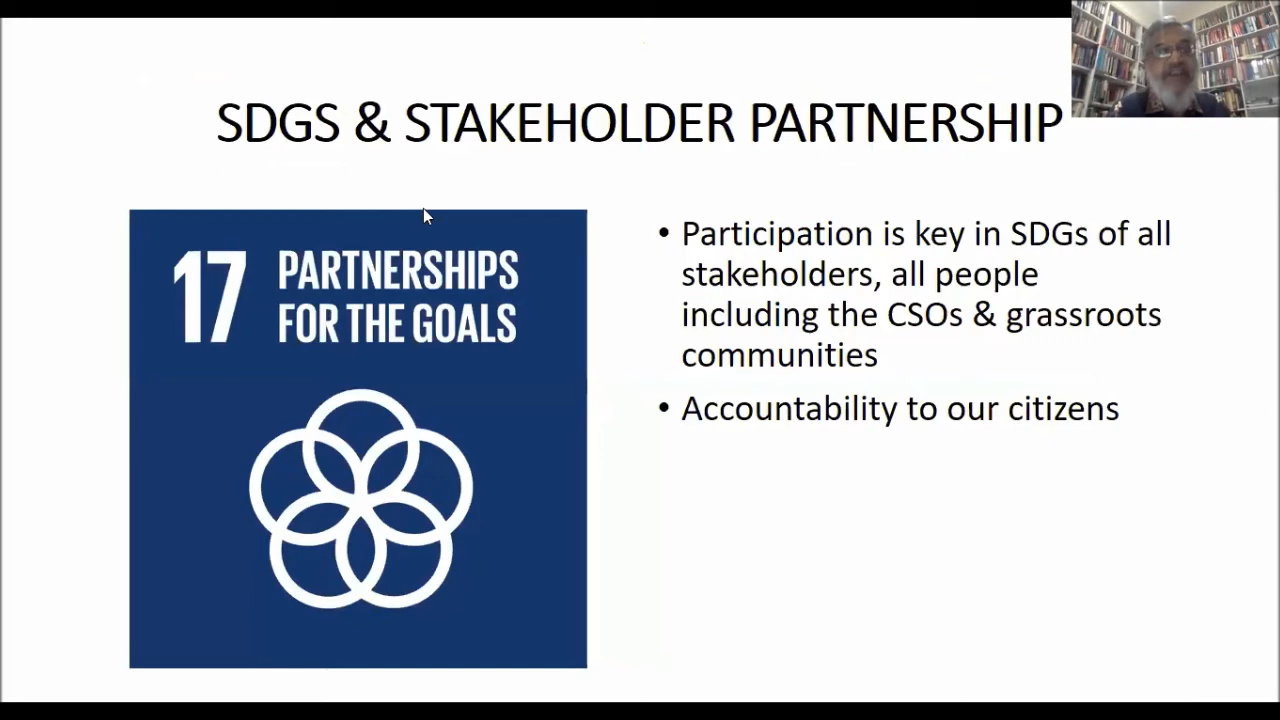 SDGS & STAKEHOLDER PARTNERSHIP
17 PARTNERSHIPS
FOR THE GOALS
• Participation is key in SDGs of all
stakeholders, all people
including the CSOs & grassroots
communities
• Accountability to our citizens